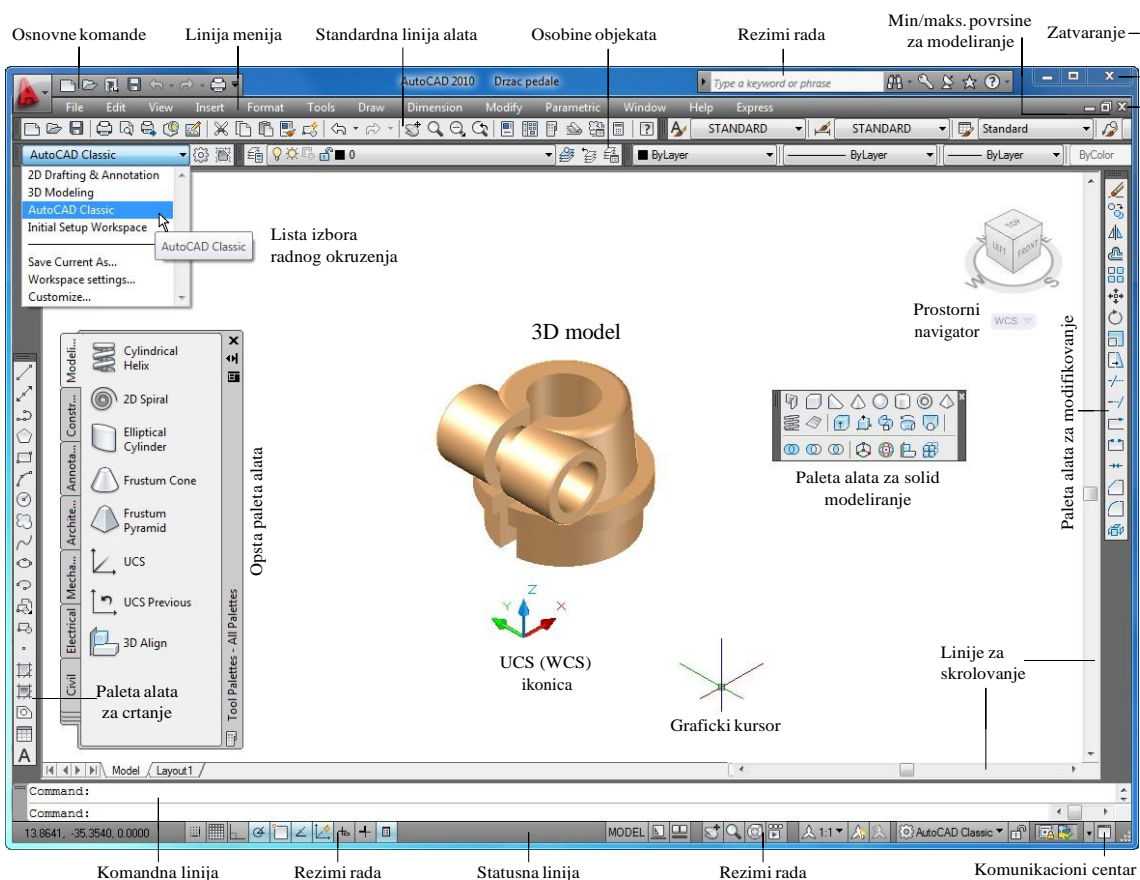 Osnovne komande
Linija menija
Standardna linija alata
Osobine objekata
Rezimi rada
Min/maks. povrsine
za modeliranje
Zatvaranje
AutoCAD 2010 Drzac pedale
Type a keyword or phrase
File Edit View Insert Format Tools Draw Dimension Modify Parametric Window Help Express
STANDARD
STANDARD
Standard
AutoCAD Classic
0
ByLayer
ByLayer
ByLayer
ByColor
2D Drafting & Annotation
3D Modeling
AutoCAD Classic
Initial Setup Workspace
AutoCAD Classic
Save Current As...
Workspace settings...
Customize...
Lista izbora
radnog okruzenja
TOP
LEFT
FRONT
N
S
Prostorni
navigator
WCS
3D model
Modeli...
Constr...
Annota...
Archite...
Mecha...
Electrical
Civil
Cylindrical
Helix
2D Spiral
Elliptical
Cylinder
Frustum Cone
Frustum
Pyramid
UCS
UCS Previous
3D Align
Tool Palettes - All Palettes
Opsta paleta alata
Paleta alata za solid
modeliranje
Paleta alata za modifikovanje
Z
Y
X
UCS (WCS)
ikonica
Graficki kursor
Linije za
skrolovanje
Paleta alata
za crtanje
A
Model Layout1
Command:
Command:
13.8641, -35.3540, 0.0000
MODEL
1:1
AutoCAD Classic
Komandna linija
Rezimi rada
Statusna linija
Rezimi rada
Komunikacioni centar